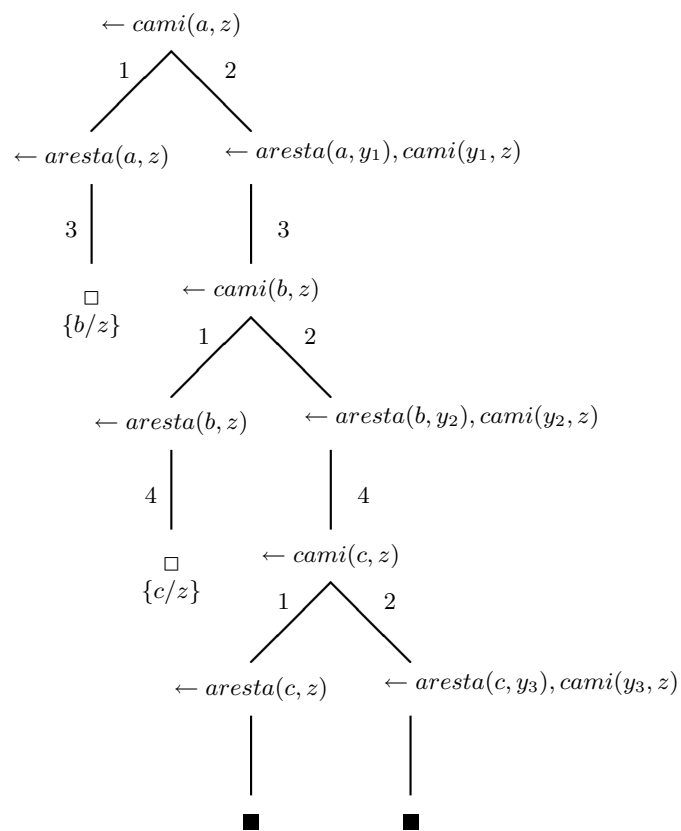 ← cami(a, z)
1 2
← aresta(a, z) ← aresta(a, y₁), cami(y₁, z)
3 3
□ ← cami(b, z)
{b/z}
1 2
← aresta(b, z) ← aresta(b, y₂), cami(y₂, z)
4 4
□ ← cami(c, z)
{c/z}
1 2
← aresta(c, z) ← aresta(c, y₃), cami(y₃, z)
■ ■